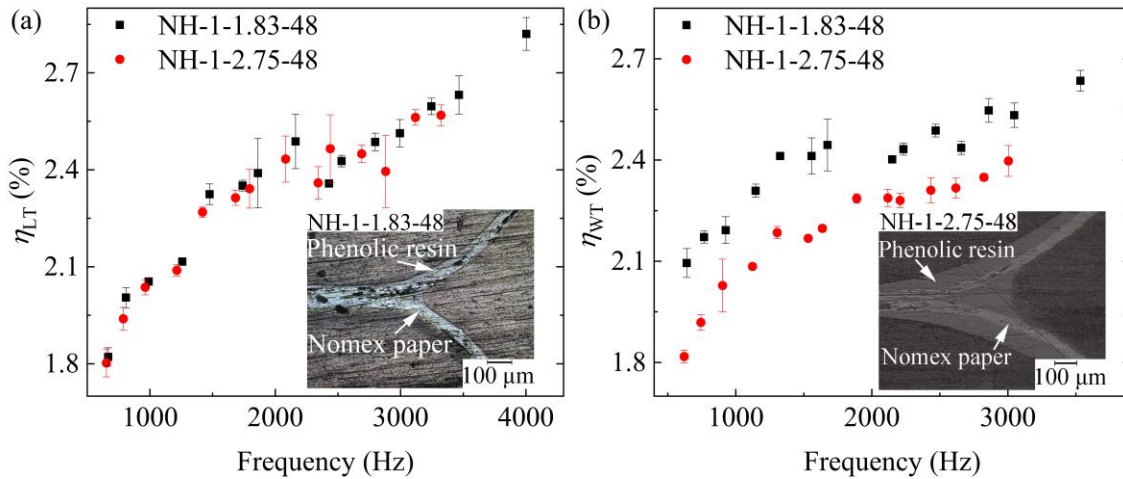 (a)
NH-1-1.83-48
NH-1-2.75-48
2.7
2.4
2.1
1.8
η_LT (%)
NH-1-1.83-48
Phenolic resin
Nomex paper
100 μm
1000 2000 3000 4000
Frequency (Hz)
(b)
NH-1-1.83-48
NH-1-2.75-48
2.7
2.4
2.1
1.8
η_WT (%)
NH-1-2.75-48
Phenolic resin
Nomex paper
100 μm
1000 2000 3000
Frequency (Hz)